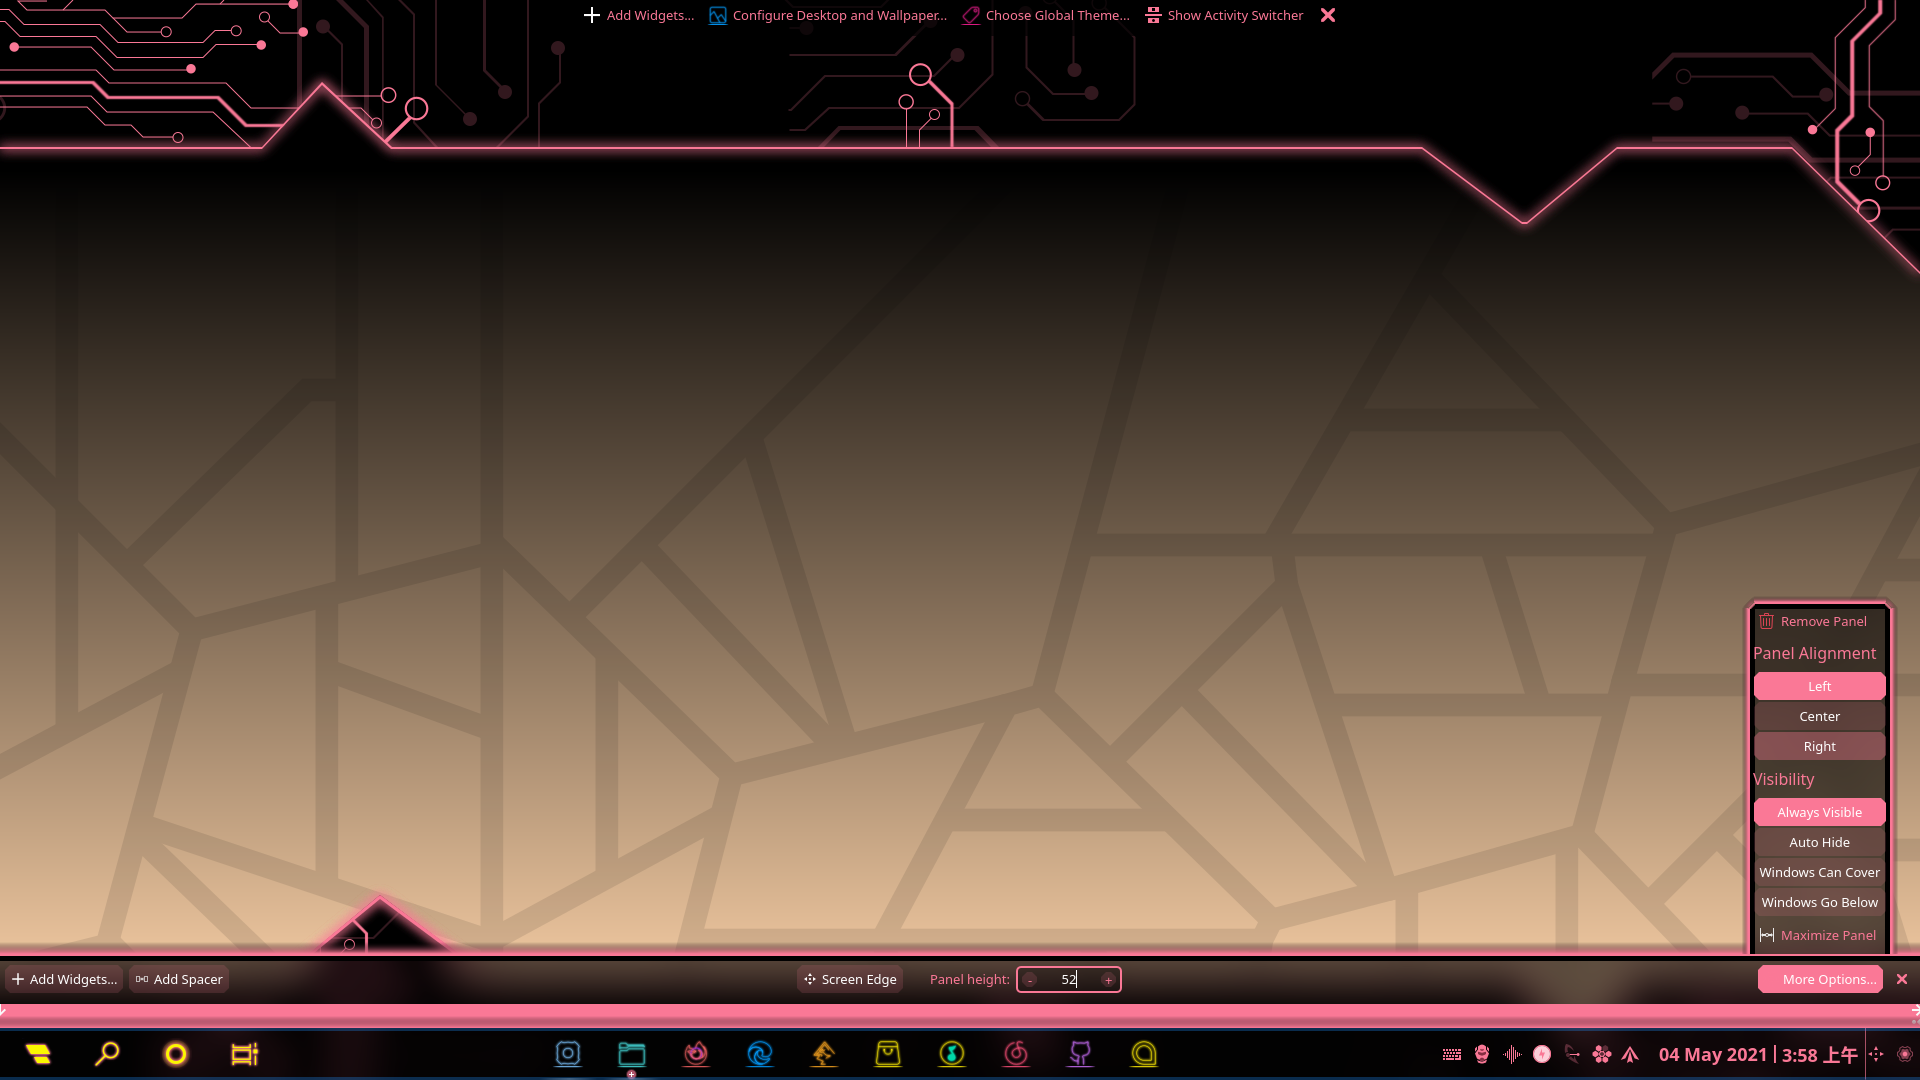 Add Widgets... Configure Desktop and Wallpaper... Choose Global Theme... Show Activity Switcher
Remove Panel
Panel Alignment
Left
Center
Right
Visibility
Always Visible
Auto Hide
Windows Can Cover
Windows Go Below
Maximize Panel
Add Widgets... Add Spacer Screen Edge Panel height: - 52 + More Options...
04 May 2021 | 3:58 上午